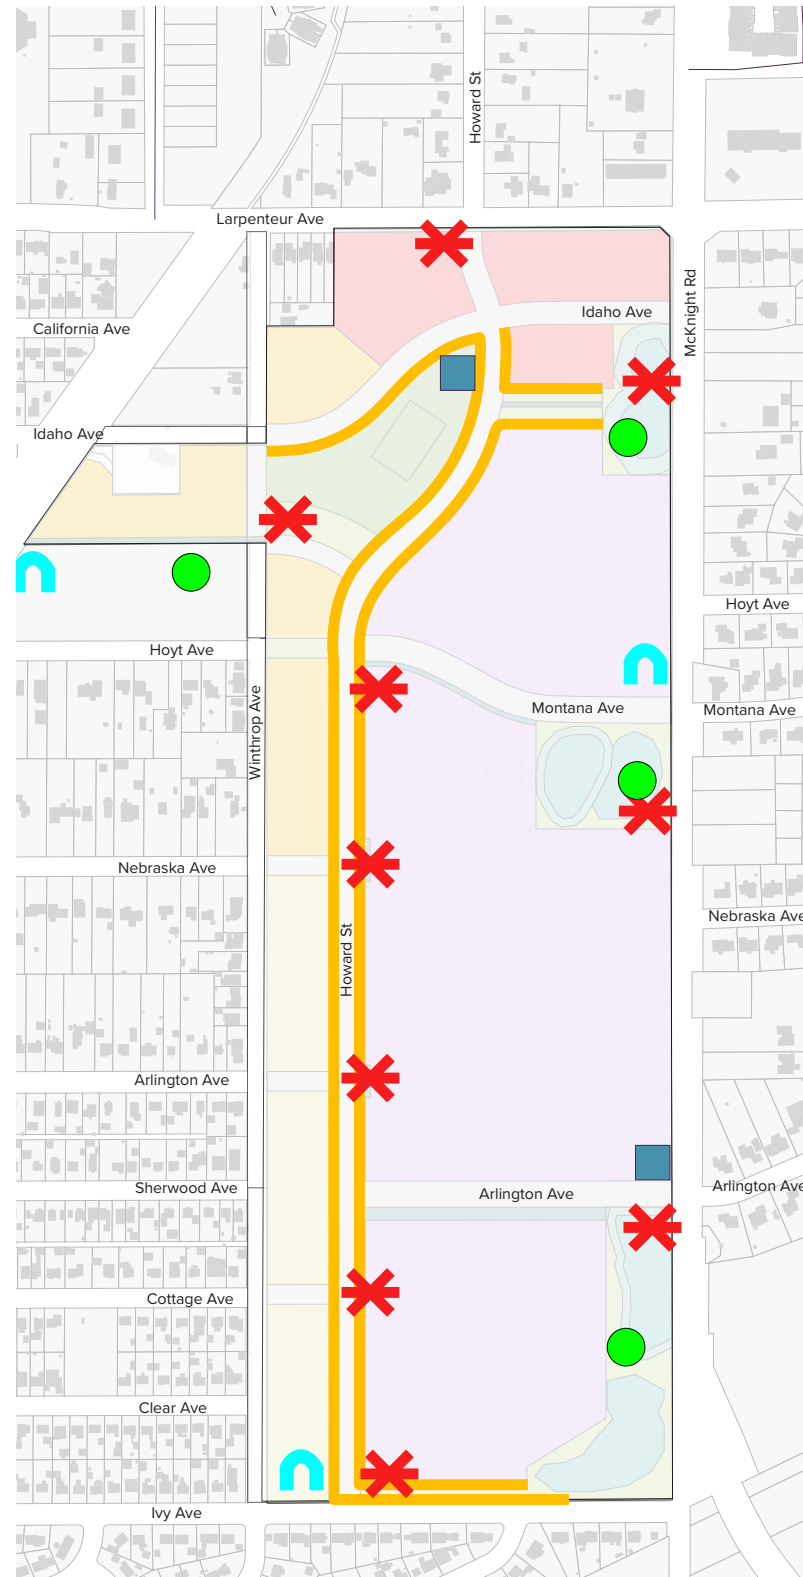 Howard St
Larpenteur Ave
McKnight Rd
Idaho Ave
California Ave
Idaho Ave
Hoyt Ave
Hoyt Ave
Winthrop Ave
Montana Ave
Montana Ave
Nebraska Ave
Nebraska Ave
Howard St
Arlington Ave
Sherwood Ave
Arlington Ave
Arlington Ave
Cottage Ave
Clear Ave
Ivy Ave